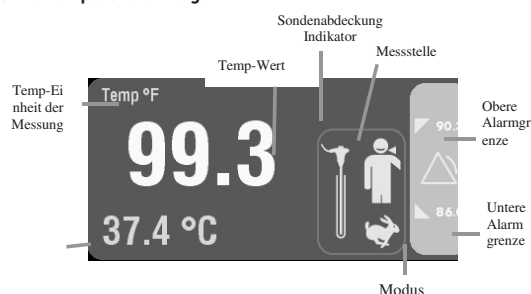 Sondenabdeckung
Indikator
Messstelle
Temp-Wert
Temp-Ei
nheit der
Messung
Temp °F
99.3
37.4 °C
Obere
Alarmgr
enze
Untere
Alarm
grenze
Modus